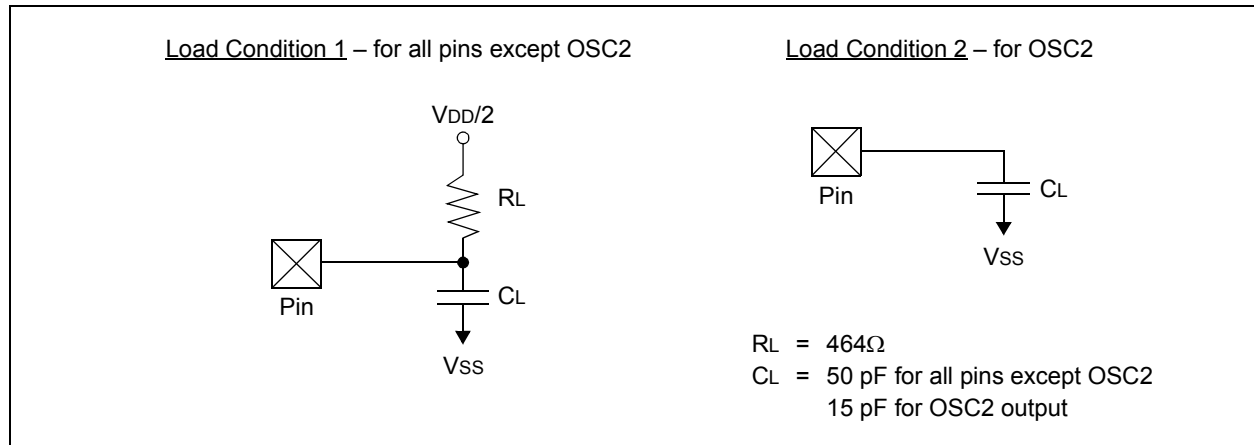 Load Condition 1 – for all pins except OSC2
VDD/2
RL
Pin
CL
VSS
Load Condition 2 – for OSC2
Pin
CL
VSS
RL = 464Ω
CL = 50 pF for all pins except OSC2
15 pF for OSC2 output